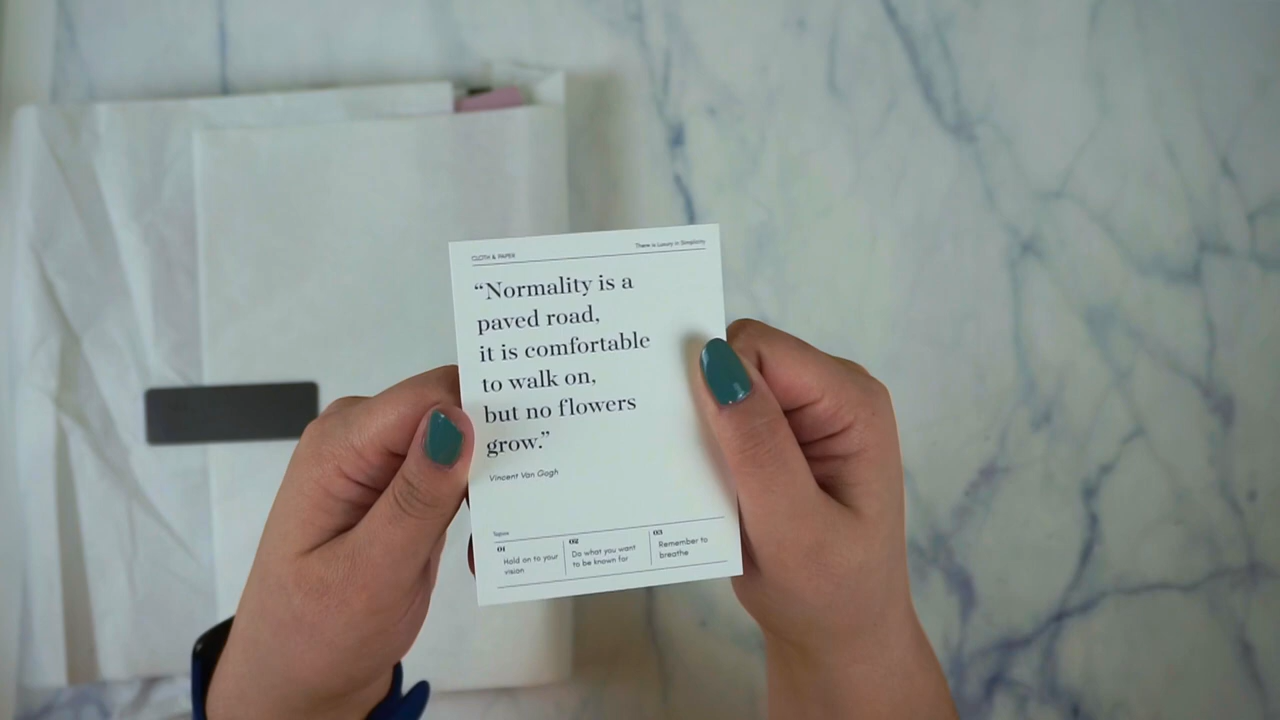 CLOTH & PAPER
There is Luxury in Simplicity
“Normality is a
paved road,
it is comfortable
to walk on,
but no flowers
grow.”
Vincent Van Gogh
01
Hold on to your
vision
02
Do what you want
to be known for
03
Remember to
breathe